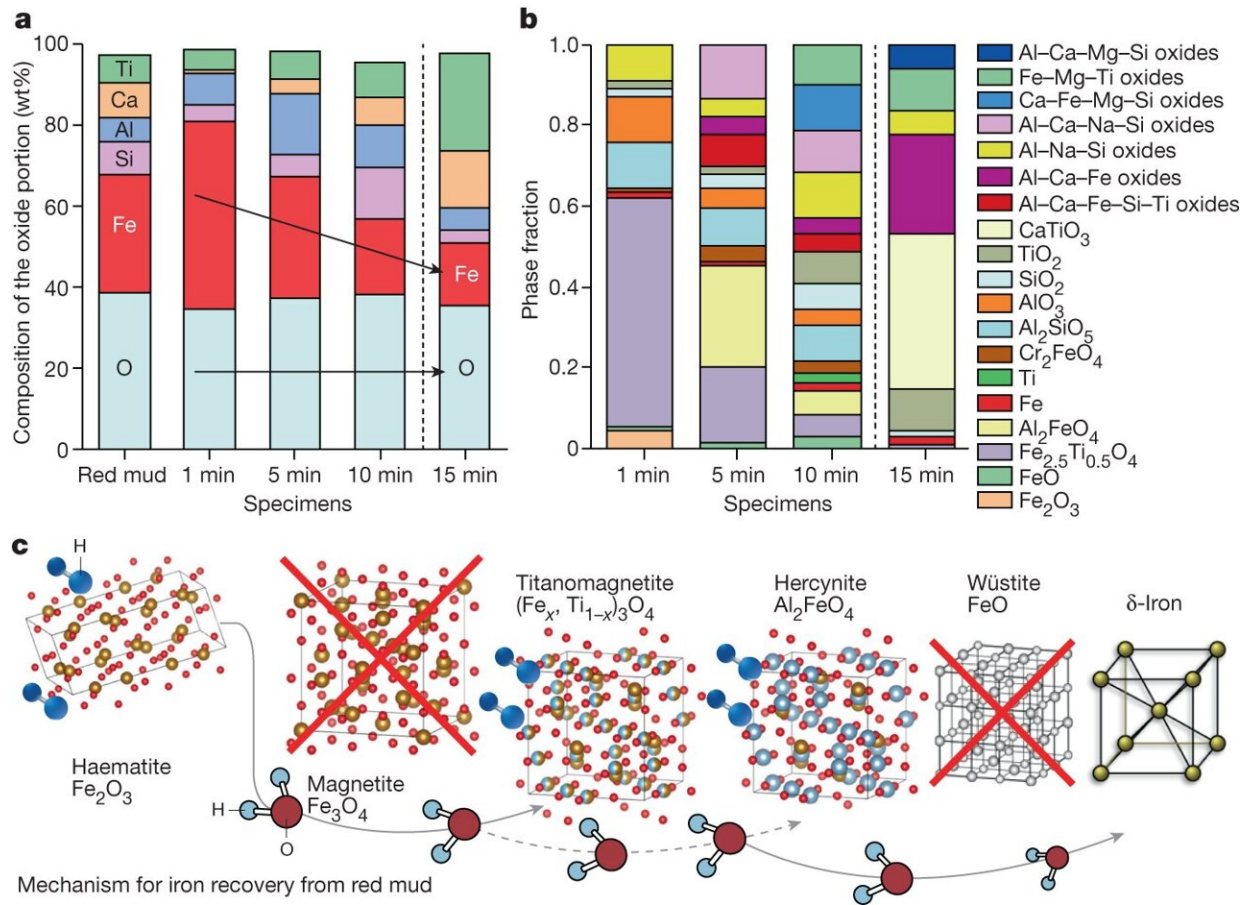 a
Composition of the oxide portion (wt%)
100
80
60
40
20
0
Ti
Ca
Al
Si
Fe
O
Fe
O
Red mud 1 min 5 min 10 min 15 min
Specimens
b
Phase fraction
1.0
0.8
0.6
0.4
0.2
0
1 min 5 min 10 min 15 min
Specimens
Al–Ca–Mg–Si oxides
Fe–Mg–Ti oxides
Ca–Fe–Mg–Si oxides
Al–Ca–Na–Si oxides
Al–Na–Si oxides
Al–Ca–Fe oxides
Al–Ca–Fe–Si–Ti oxides
CaTiO₃
TiO₂
SiO₂
AlO₃
Al₂SiO₅
Cr₂FeO₄
Ti
Fe
Al₂FeO₄
Fe₂.₅Ti₀.₅O₄
FeO
Fe₂O₃
c
H
Haematite
Fe₂O₃
H
O
Magnetite
Fe₃O₄
Titanomagnetite
(Feₓ, Ti₁₋ₓ)₃O₄
Hercynite
Al₂FeO₄
Wüstite
FeO
δ-Iron
Mechanism for iron recovery from red mud